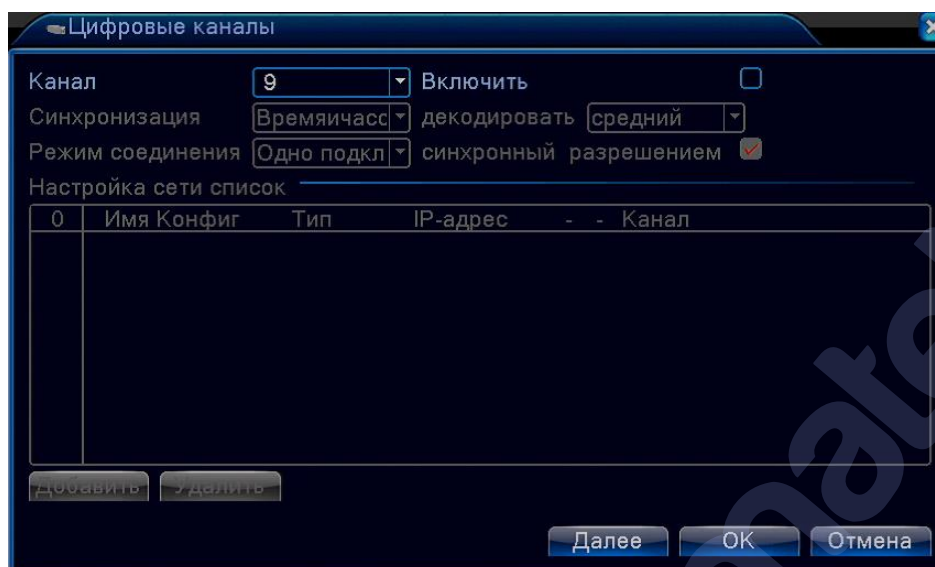 Цифровые каналы
Канал 9 Включить
Синхронизация Времяичасс декодировать средний
Режим соединения Одно подкл синхронный разрешением
Настройка сети список
0 Имя Конфиг Тип IP-адрес - - Канал
Добавить Удалить
Далее OK Отмена